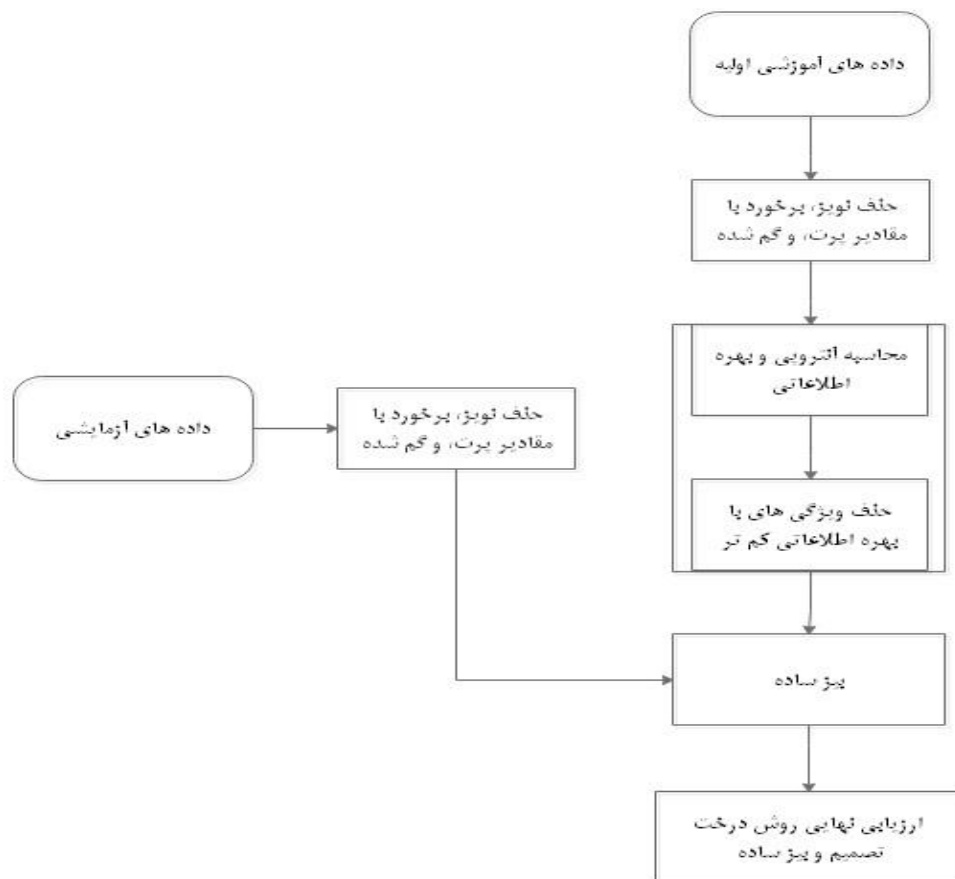 داده های آموزشی اولیه
حذف نویز، برخورد با
مقادیر پرت، و گم شده
محاسبه آنتروپی و بهره
اطلاعاتی
حذف ویژگی های با
بهره اطلاعاتی کم تر
داده های آزمایشی
حذف نویز، برخورد با
مقادیر پرت، و گم شده
بیز ساده
ارزیابی نهایی روش درخت
تصمیم و بیز ساده